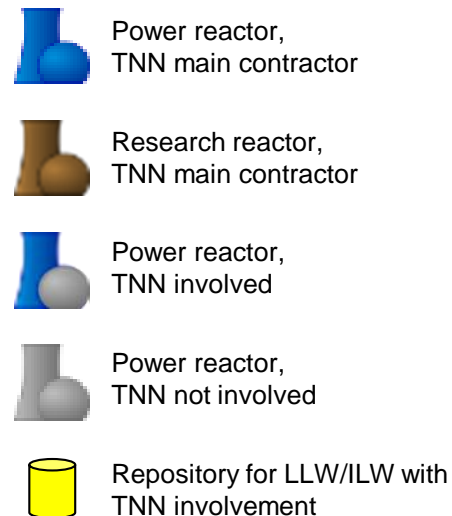 Power reactor,
TNN main contractor
Research reactor,
TNN main contractor
Power reactor,
TNN involved
Power reactor,
TNN not involved
Repository for LLW/ILW with
TNN involvement